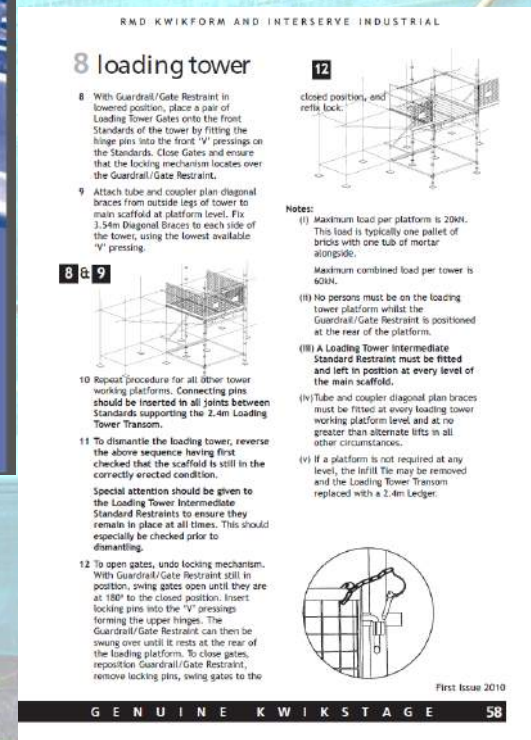 RMD KWIKFORM AND INTERSERVE INDUSTRIAL
8 loading tower
8 With Guardrail/Gate Restraint in
lowered position, place a pair of
Loading Tower Gates onto the front
Standards of the tower by fitting the
hinge pins into the front 'V' pressings on
the Standards. Close Gates and ensure
that the locking mechanism locates over
the Guardrail/Gate Restraint.
9 Attach tube and coupler plan diagonal
braces from outside legs of tower to
main scaffold at platform level. Fix
3.54m Diagonal Braces to each side of
the tower, using the lowest available
'V' pressing.
8 & 9
10 Repeat procedure for all other tower
working platforms. Connecting pins
should be inserted in all joints between
Standards supporting the 2.4m Loading
Tower Transom.
11 To dismantle the loading tower, reverse
the above sequence having first
checked that the scaffold is still in the
correctly erected condition.
Special attention should be given to
the Loading Tower Intermediate
Standard Restraints to ensure they
remain in place at all times. This should
especially be checked prior to
dismantling.
12 To open gates, undo locking mechanism.
With Guardrail/Gate Restraint still in
position, swing gates open until they are
at 180° to the closed position. Insert
locking pins into the 'V' pressings
forming the upper hinges. The
Guardrail/Gate Restraint can then be
swung over until it rests at the rear of
the loading platform. To close gates,
reposition Guardrail/Gate Restraint,
remove locking pins, swing gates to the
12
closed position, and
refix lock.
Notes:
(i) Maximum load per platform is 20kN.
This load is typically one pallet of
bricks with one tub of mortar
alongside.
Maximum combined load per tower is
60kN.
(ii) No persons must be on the loading
tower platform whilst the
Guardrail/Gate Restraint is positioned
at the rear of the platform.
(iii) A Loading Tower Intermediate
Standard Restraint must be fitted
and left in position at every level of
the main scaffold.
(iv) Tube and coupler diagonal plan braces
must be fitted at every loading tower
working platform level and at no
greater than alternate lifts in all
other circumstances.
(v) If a platform is not required at any
level, the Infill Tie may be removed
and the Loading Tower Transom
replaced with a 2.4m Ledger.
First Issue 2010
GENUINE KWIKSTAGE 58